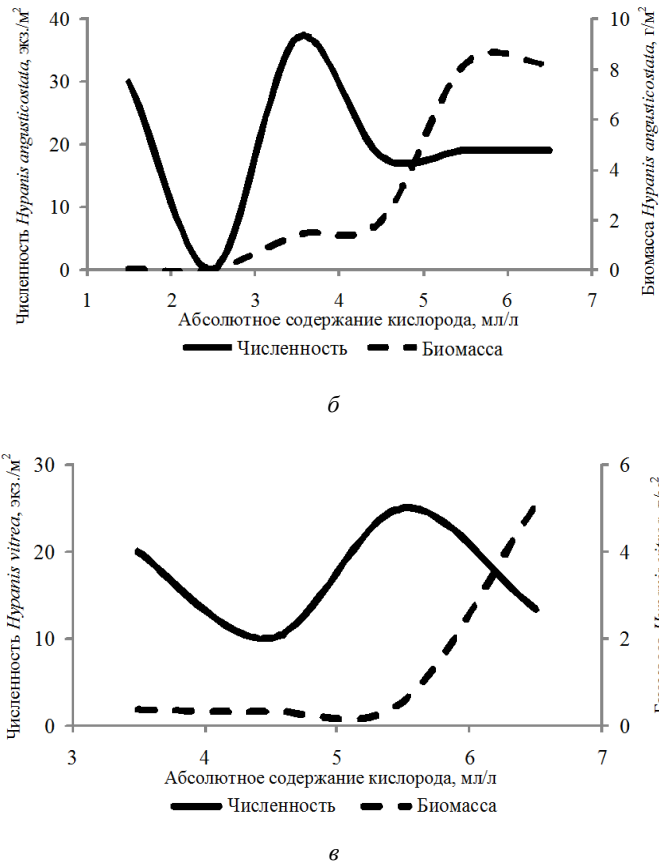 Численность Hypanis angusticostata, экз./м²
40
30
20
10
0
10
8
6
4
2
0
Биомасса Hypanis angusticostata, г/м²
1 2 3 4 5 6 7
Абсолютное содержание кислорода, мл/л
Численность Биомасса
б
Численность Hypanis vitrea, экз./м²
30
20
10
0
6
4
2
0
3 4 5 6 7
Абсолютное содержание кислорода, мл/л
Численность Биомасса
в